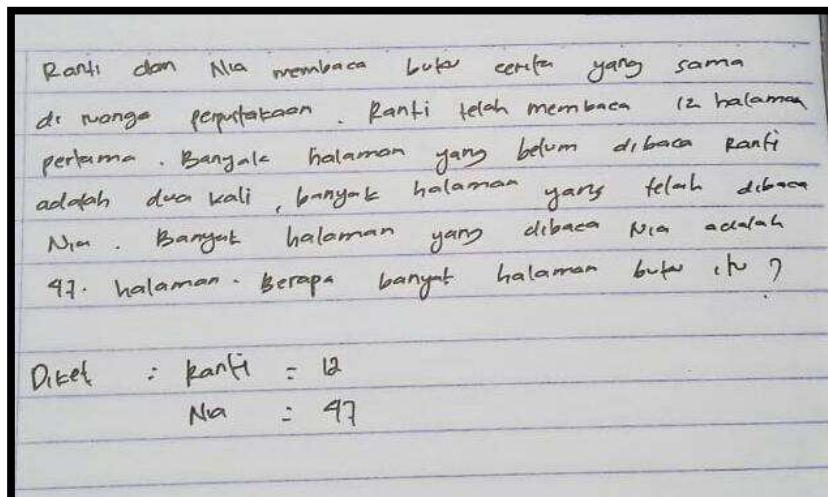 Ranti dan Nia membaca buku cerita yang sama
di ruanga perpustakaan. Ranti telah membaca 12 halaman
pertama. Banyak halaman yang belum dibaca Ranti
adalah dua kali, banyak halaman yang telah dibaca
Nia. Banyak halaman yang dibaca Nia adalah
47. halaman. Berapa banyak halaman buku itu?
Diket : Ranti = 12
Nia = 47